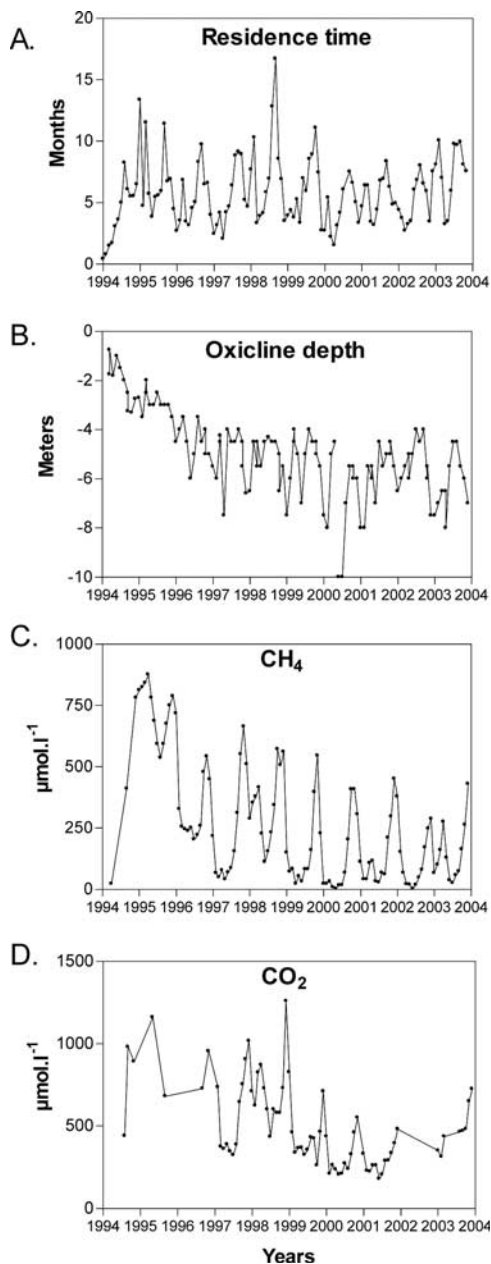 A.
Residence time
Months
20
15
10
5
0
1994 1995 1996 1997 1998 1999 2000 2001 2002 2003 2004
B.
Oxicline depth
Meters
-0
-2
-4
-6
-8
-10
1994 1995 1996 1997 1998 1999 2000 2001 2002 2003 2004
C.
CH₄
µmol.l⁻¹
1000
750
500
250
0
1994 1995 1996 1997 1998 1999 2000 2001 2002 2003 2004
D.
CO₂
µmol.l⁻¹
1500
1000
500
0
1994 1995 1996 1997 1998 1999 2000 2001 2002 2003 2004
Years